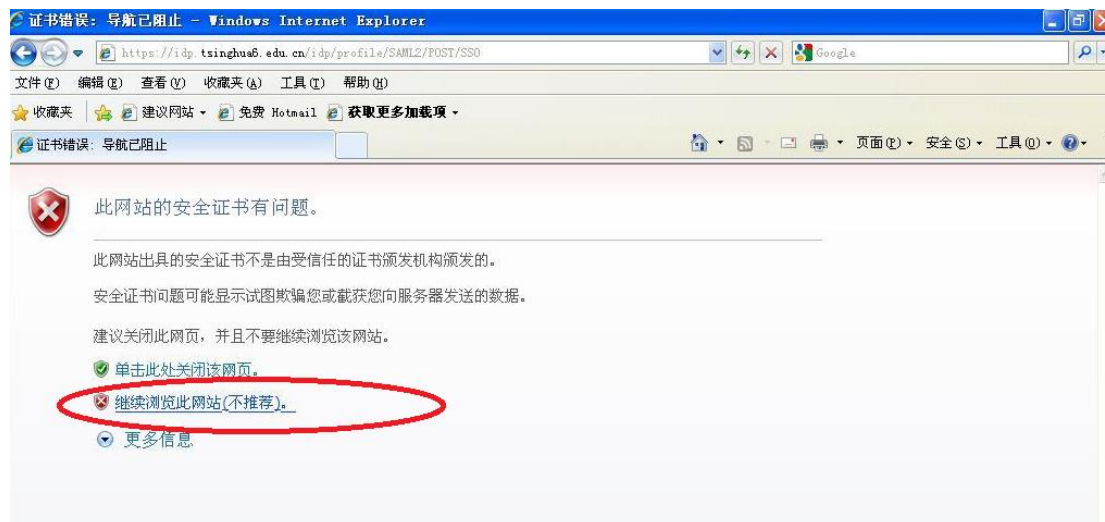 证书错误: 导航已阻止 - Windows Internet Explorer
https://idp.tsinghua6.edu.cn/idp/profile/SAML2/POST/SSO
Google
文件(F) 编辑(E) 查看(V) 收藏夹(A) 工具(T) 帮助(H)
收藏夹 建议网站 免费 Hotmail 获取更多加载项
证书错误: 导航已阻止
页面(P) 安全(S) 工具(O)
此网站的安全证书有问题。
此网站出具的安全证书不是由受信任的证书颁发机构颁发的。
安全证书问题可能显示试图欺骗您或截获您向服务器发送的数据。
建议关闭此网页，并且不要继续浏览该网站。
单击此处关闭该网页。
继续浏览此网站(不推荐)。
更多信息